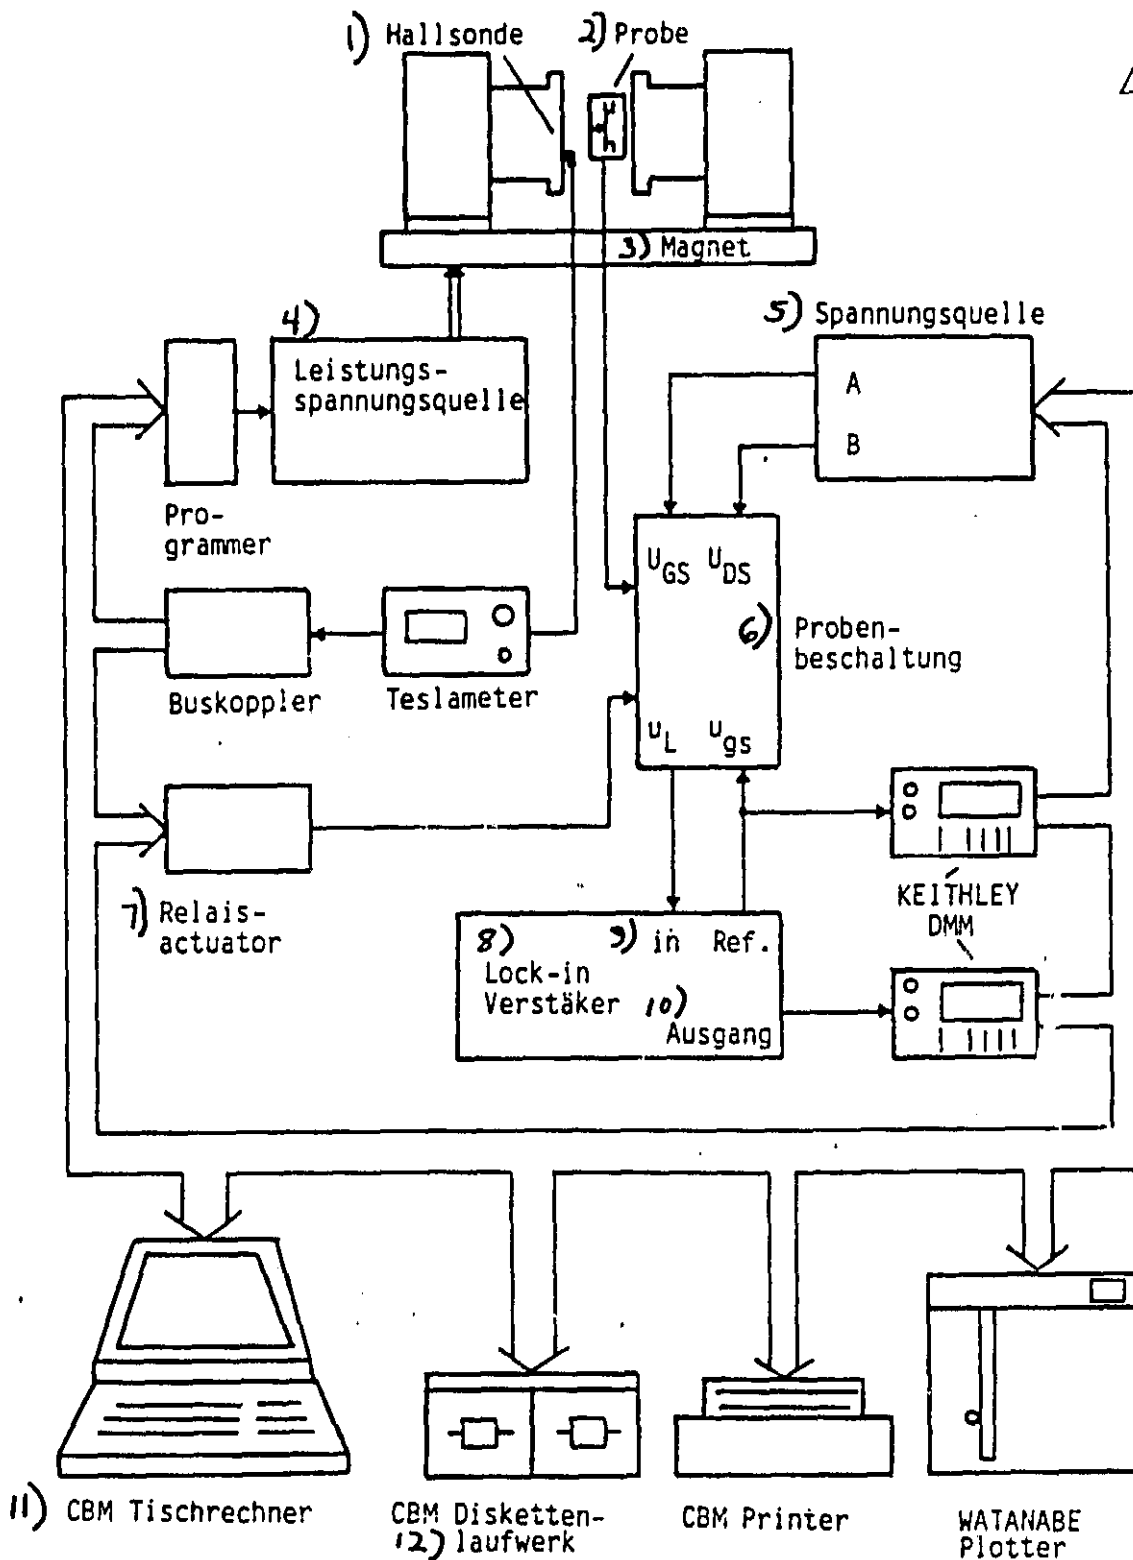 1) Hallsonde
2) Probe
3) Magnet
4)
Leistungs-
spannungsquelle
5) Spannungsquelle
A
B
Pro-
grammer
U_GS U_DS
6) Proben-
beschaltung
Buskoppler
Teslameter
u_L u_gs
7) Relais-
actuator
KEITHLEY
DMM
8) 9) in Ref.
Lock-in
Verstäker 10)
Ausgang
11) CBM Tischrechner
CBM Disketten-
12) laufwerk
CBM Printer
WATANABE
Plotter